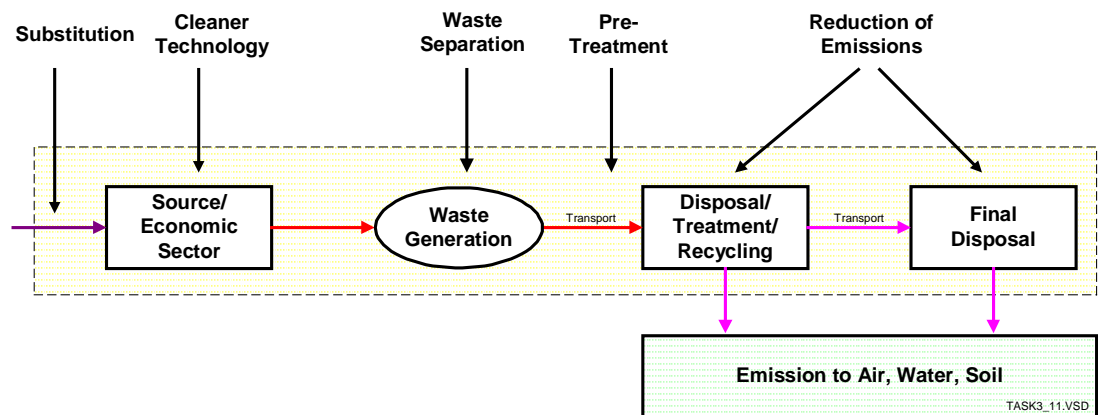 Substitution
Cleaner
Technology
Waste
Separation
Pre-
Treatment
Reduction of
Emissions
Source/
Economic
Sector
Waste
Generation
Transport
Disposal/
Treatment/
Recycling
Transport
Final
Disposal
Emission to Air, Water, Soil
TASK3_11.VSD